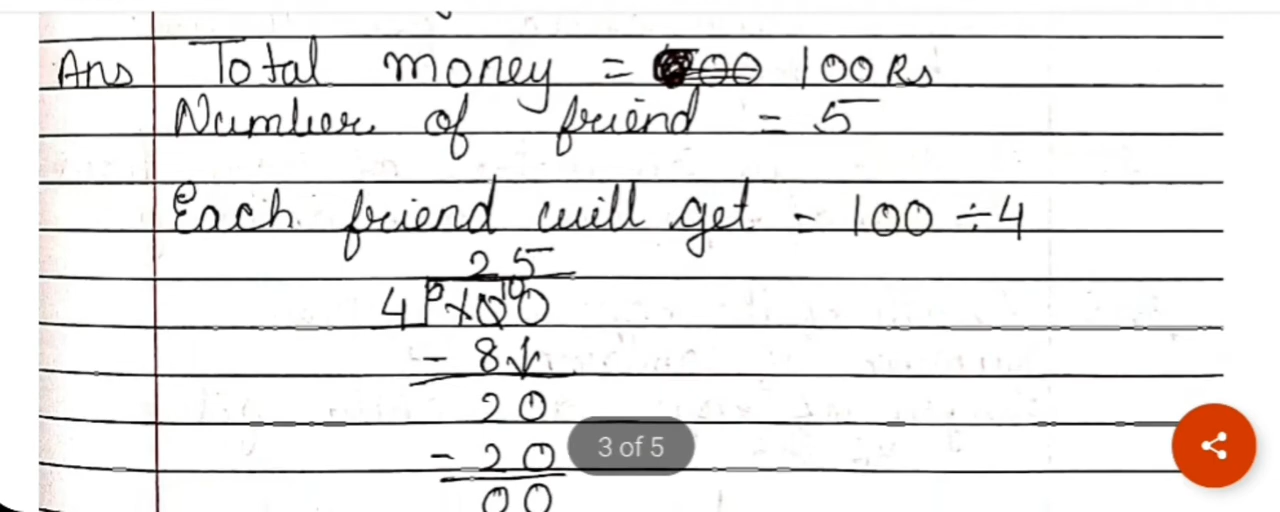 Ans Total money = 100 Rs
Number of friend = 5
Each friend will get = 100 ÷ 4
25
4 100
- 8↓
20
- 20
00
3 of 5